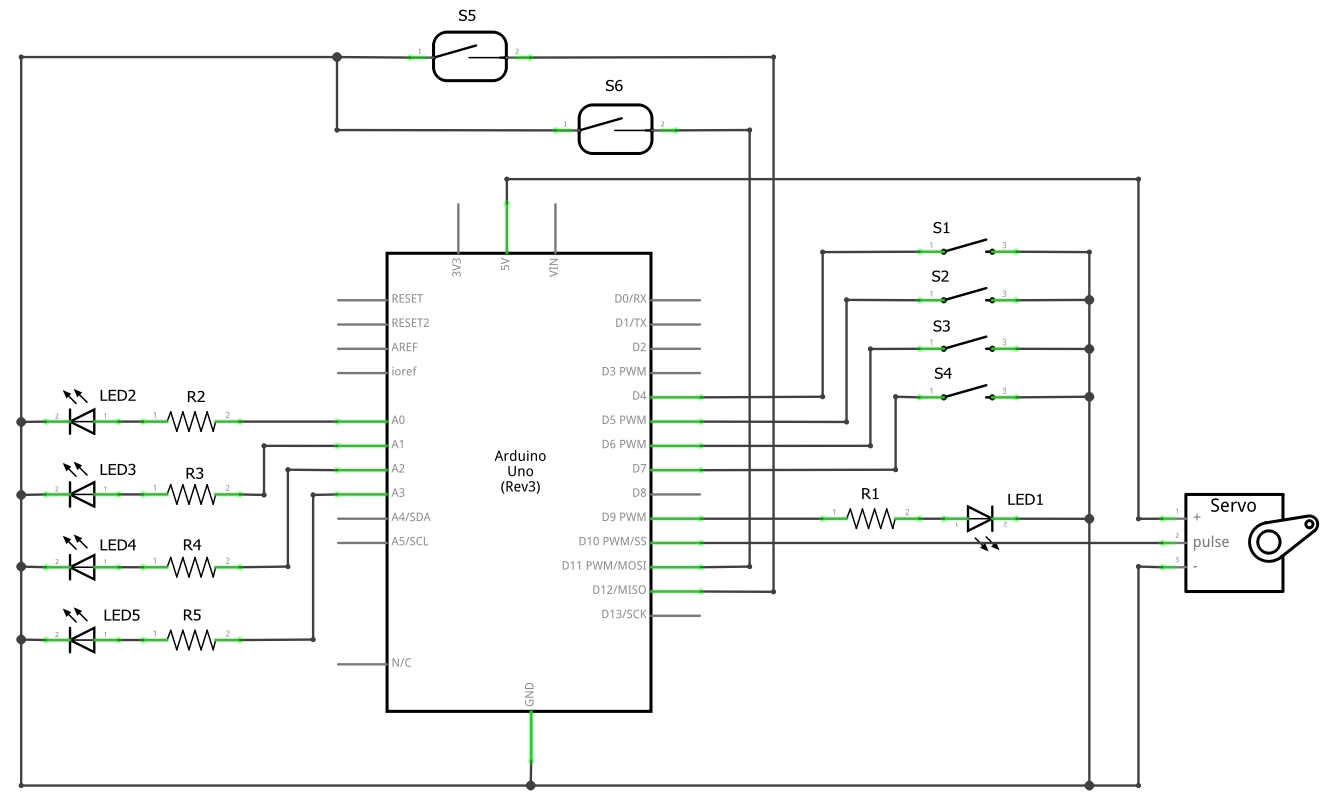 S5
1 2
S6
1 2
3V3 5V VIN
S1
1 3
S2
1 3
S3
1 3
S4
1 3
RESET D0/RX
RESET2 D1/TX
AREF D2
ioref D3 PWM
D4
A0 D5 PWM
A1 D6 PWM
A2 D7
A3 D8
A4/SDA D9 PWM
A5/SCL D10 PWM/SS
D11 PWM/MOSI
D12/MISO
D13/SCK
N/C
GND
Arduino
Uno
(Rev3)
LED2 R2
2 1 1 2
LED3 R3
2 1 1 2
LED4 R4
2 1 1 2
LED5 R5
2 1 1 2
R1 LED1
1 2 1 2
Servo
1 +
2 pulse
3 -